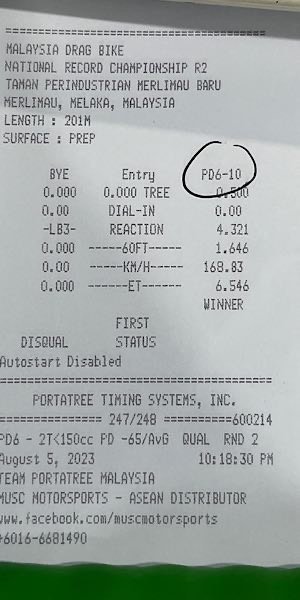 ===================================
MALAYSIA DRAG BIKE
NATIONAL RECORD CHAMPIONSHIP R2
TAMAN PERINDUSTRIAN MERLIMAU BARU
MERLIMAU, MELAKA, MALAYSIA
LENGTH : 201M
SURFACE : PREP
BYE Entry PD6-10
0.000 0.000 TREE 0.500
0.00 DIAL-IN 0.00
-LB3- REACTION 4.321
0.000 ------60FT----- 1.646
0.00 ------KM/H----- 168.83
0.000 -------ET------ 6.546
WINNER
FIRST
DISQUAL STATUS
Autostart Disabled
===================================
PORTATREE TIMING SYSTEMS, INC.
============== 247/248 ==========600214
PD6 - 2T<150cc PD -65/AvG QUAL RND 2
August 5, 2023 10:18:30 PM
TEAM PORTATREE MALAYSIA
MUSC MOTORSPORTS - ASEAN DISTRIBUTOR
www.facebook.com/muscmotorsports
+6016-6681490